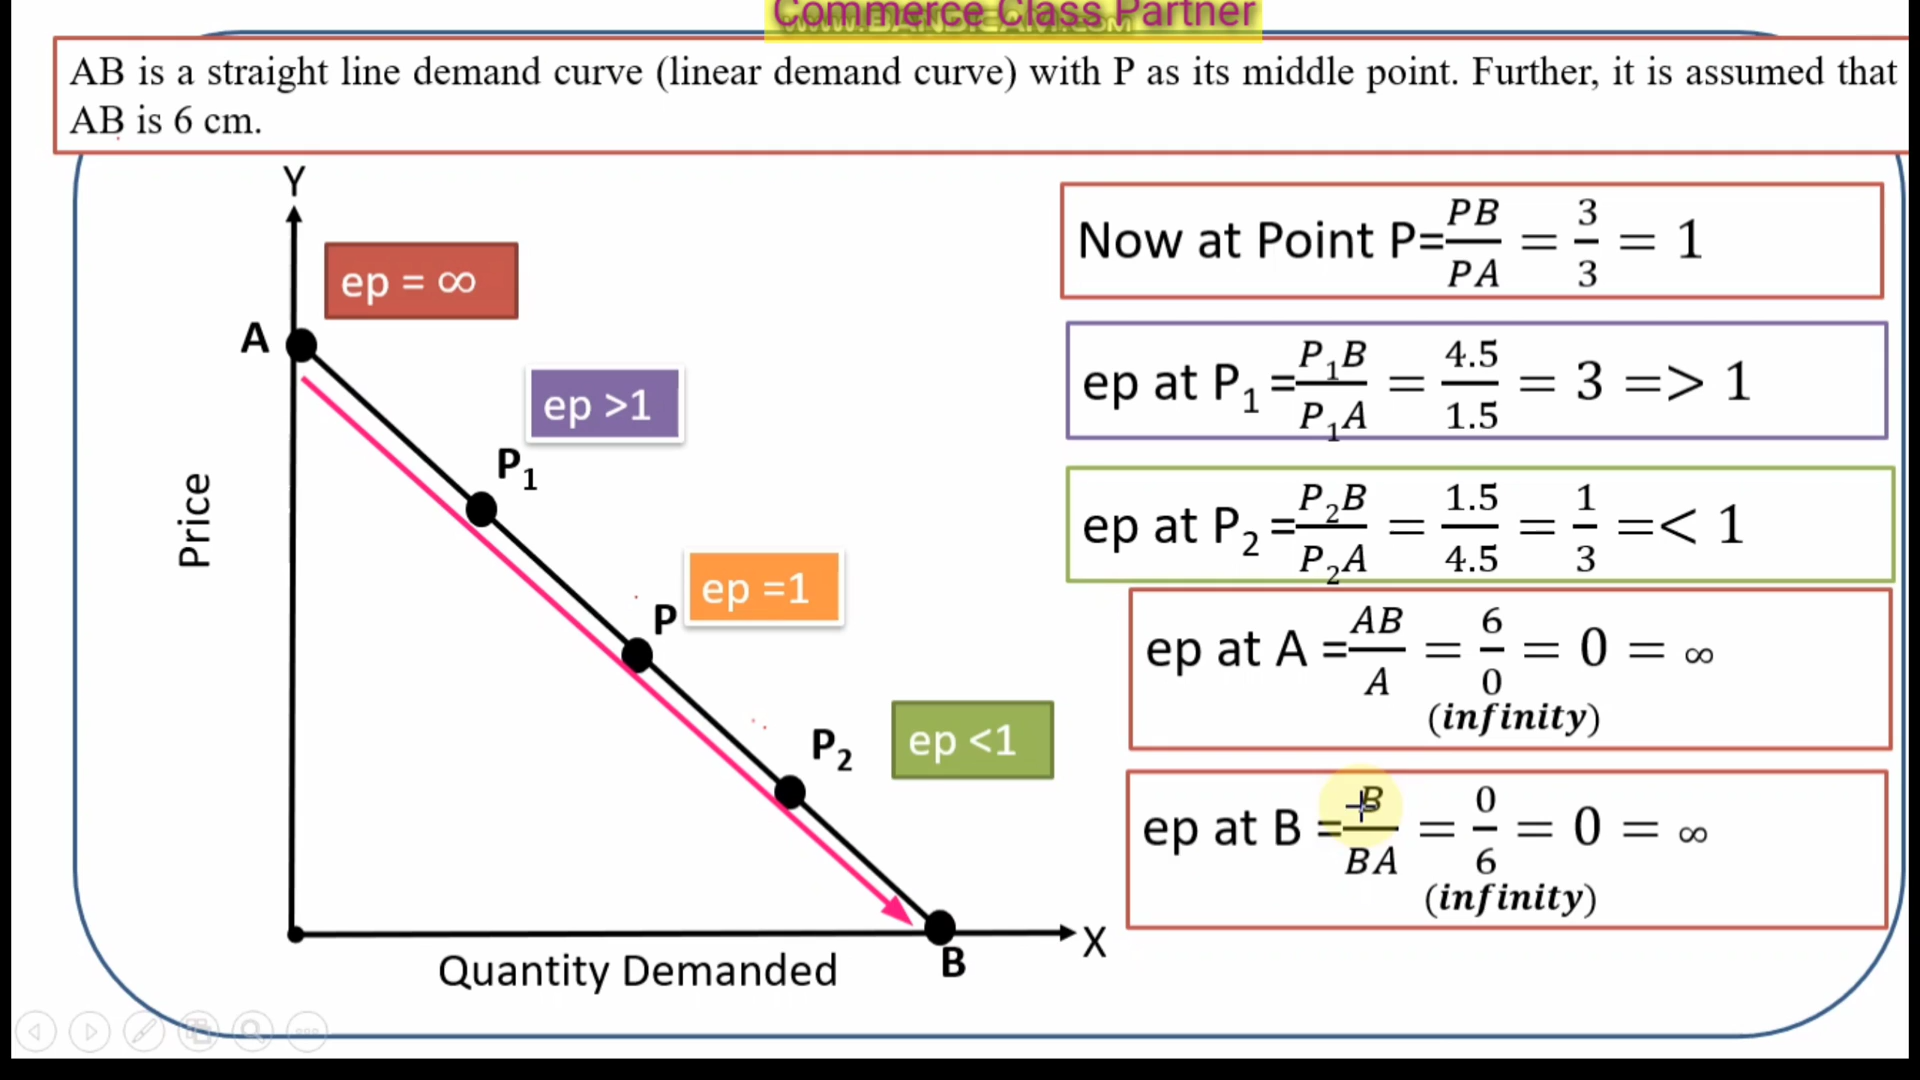 Commerce Class Partner
www.BANDICAM.com
AB is a straight line demand curve (linear demand curve) with P as its middle point. Further, it is assumed that
AB is 6 cm.
Y
ep = ∞
A
ep >1
P₁
Price
ep =1
P
P₂
ep <1
B
X
Quantity Demanded
Now at Point P= PB/PA = 3/3 = 1
ep at P₁ = P₁B/P₁A = 4.5/1.5 = 3 => 1
ep at P₂ = P₂B/P₂A = 1.5/4.5 = 1/3 =< 1
ep at A = AB/A = 6/0 = 0 = ∞
(infinity)
ep at B = B/BA = 0/6 = 0 = ∞
(infinity)